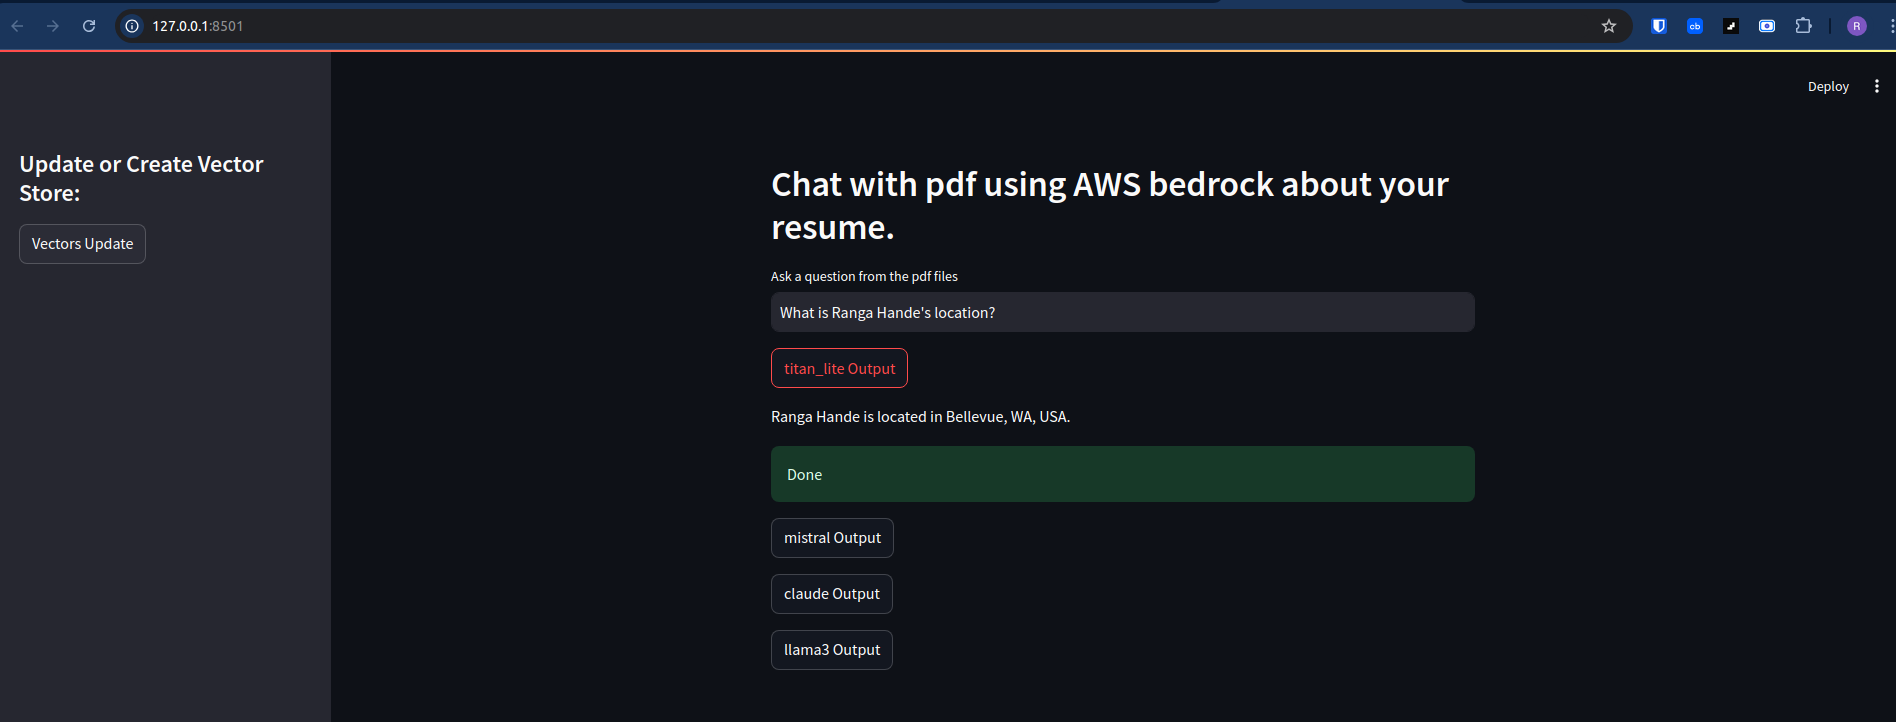 127.0.0.1:8501
cb
R
Deploy
Update or Create Vector
Store:
Vectors Update
Chat with pdf using AWS bedrock about your
resume.
Ask a question from the pdf files
What is Ranga Hande's location?
titan_lite Output
Ranga Hande is located in Bellevue, WA, USA.
Done
mistral Output
claude Output
llama3 Output